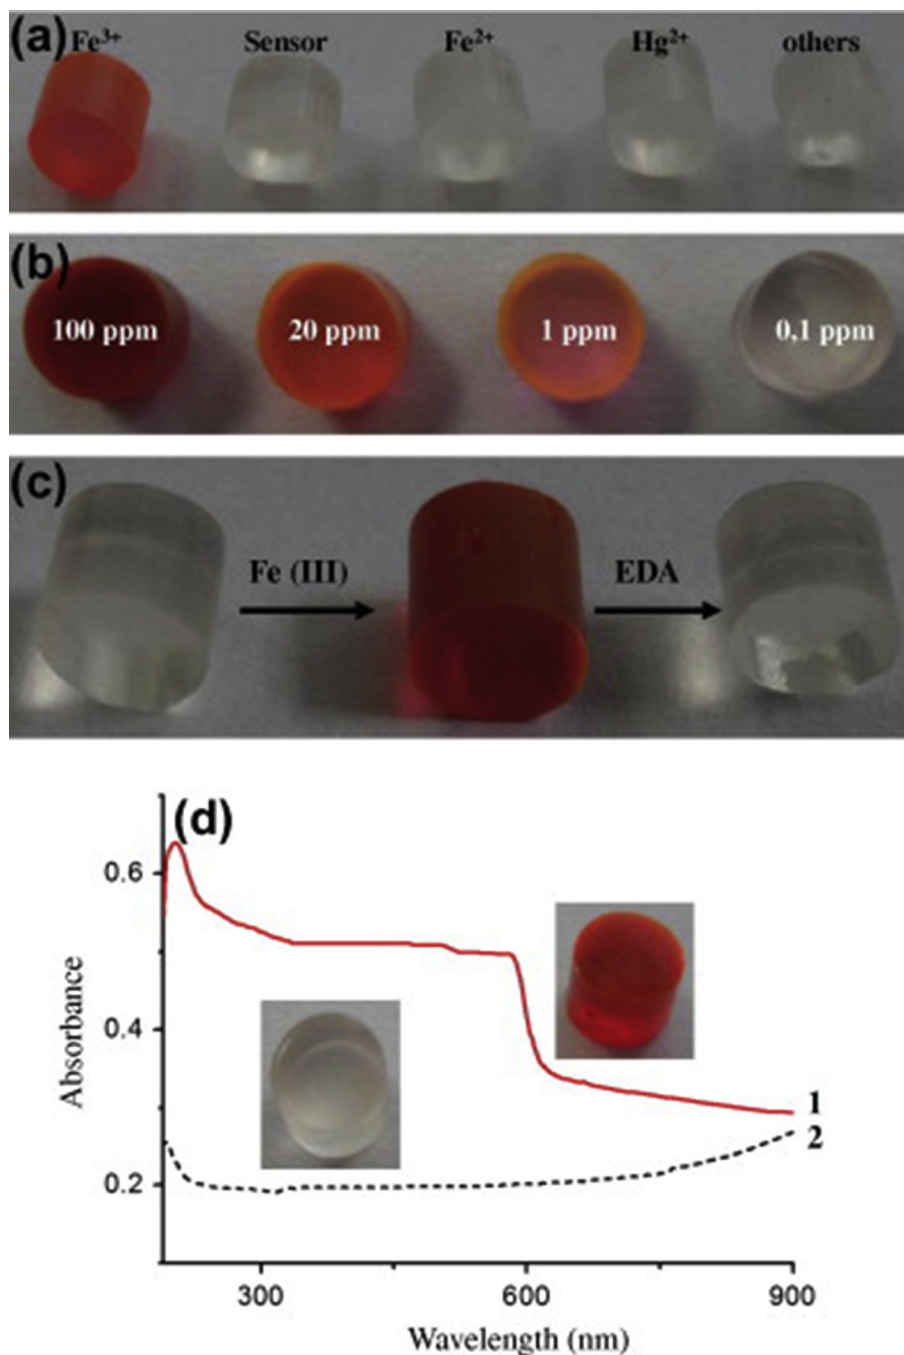 (a) Fe³⁺ Sensor Fe²⁺ Hg²⁺ others
(b)
100 ppm 20 ppm 1 ppm 0,1 ppm
(c)
Fe (III) EDA
(d)
0.6
0.4
0.2
Absorbance
1
2
300 600 900
Wavelength (nm)